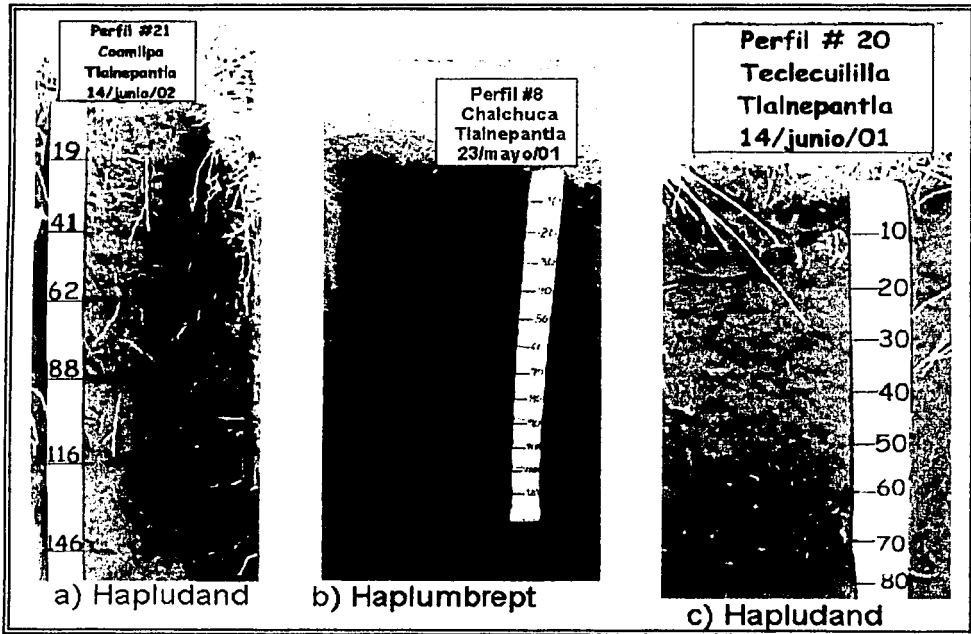 Perfil #21
Coamilpa
Tlalnepantla
14/junio/02
19
41
62
88
116
146
a) Hapludand
Perfil #8
Chalchuca
Tlalnepantla
23/mayo/01
b) Haplumbrept
Perfil # 20
Teclecuililla
Tlalnepantla
14/junio/01
10
20
30
40
50
60
70
80
c) Hapludand